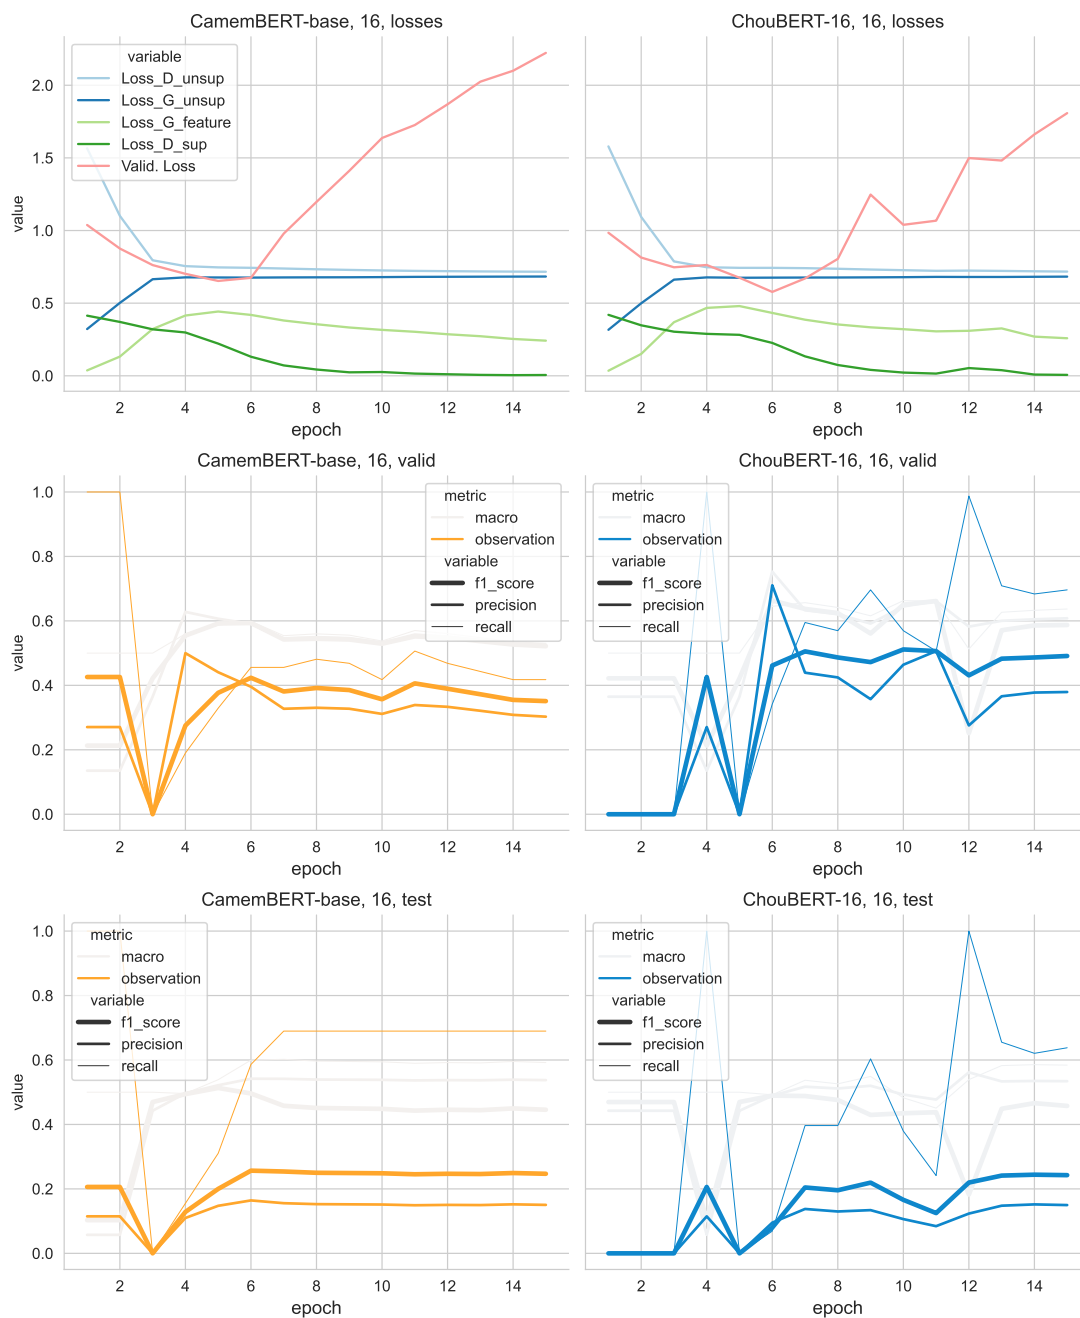 CamemBERT-base, 16, losses
ChouBERT-16, 16, losses
variable
Loss_D_unsup
Loss_G_unsup
Loss_G_feature
Loss_D_sup
Valid. Loss
value
2.0
1.5
1.0
0.5
0.0
2 4 6 8 10 12 14
epoch
2 4 6 8 10 12 14
epoch
CamemBERT-base, 16, valid
ChouBERT-16, 16, valid
metric
macro
observation
variable
f1_score
precision
recall
metric
macro
observation
variable
f1_score
precision
recall
value
1.0
0.8
0.6
0.4
0.2
0.0
2 4 6 8 10 12 14
epoch
2 4 6 8 10 12 14
epoch
CamemBERT-base, 16, test
ChouBERT-16, 16, test
metric
macro
observation
variable
f1_score
precision
recall
metric
macro
observation
variable
f1_score
precision
recall
value
1.0
0.8
0.6
0.4
0.2
0.0
2 4 6 8 10 12 14
epoch
2 4 6 8 10 12 14
epoch